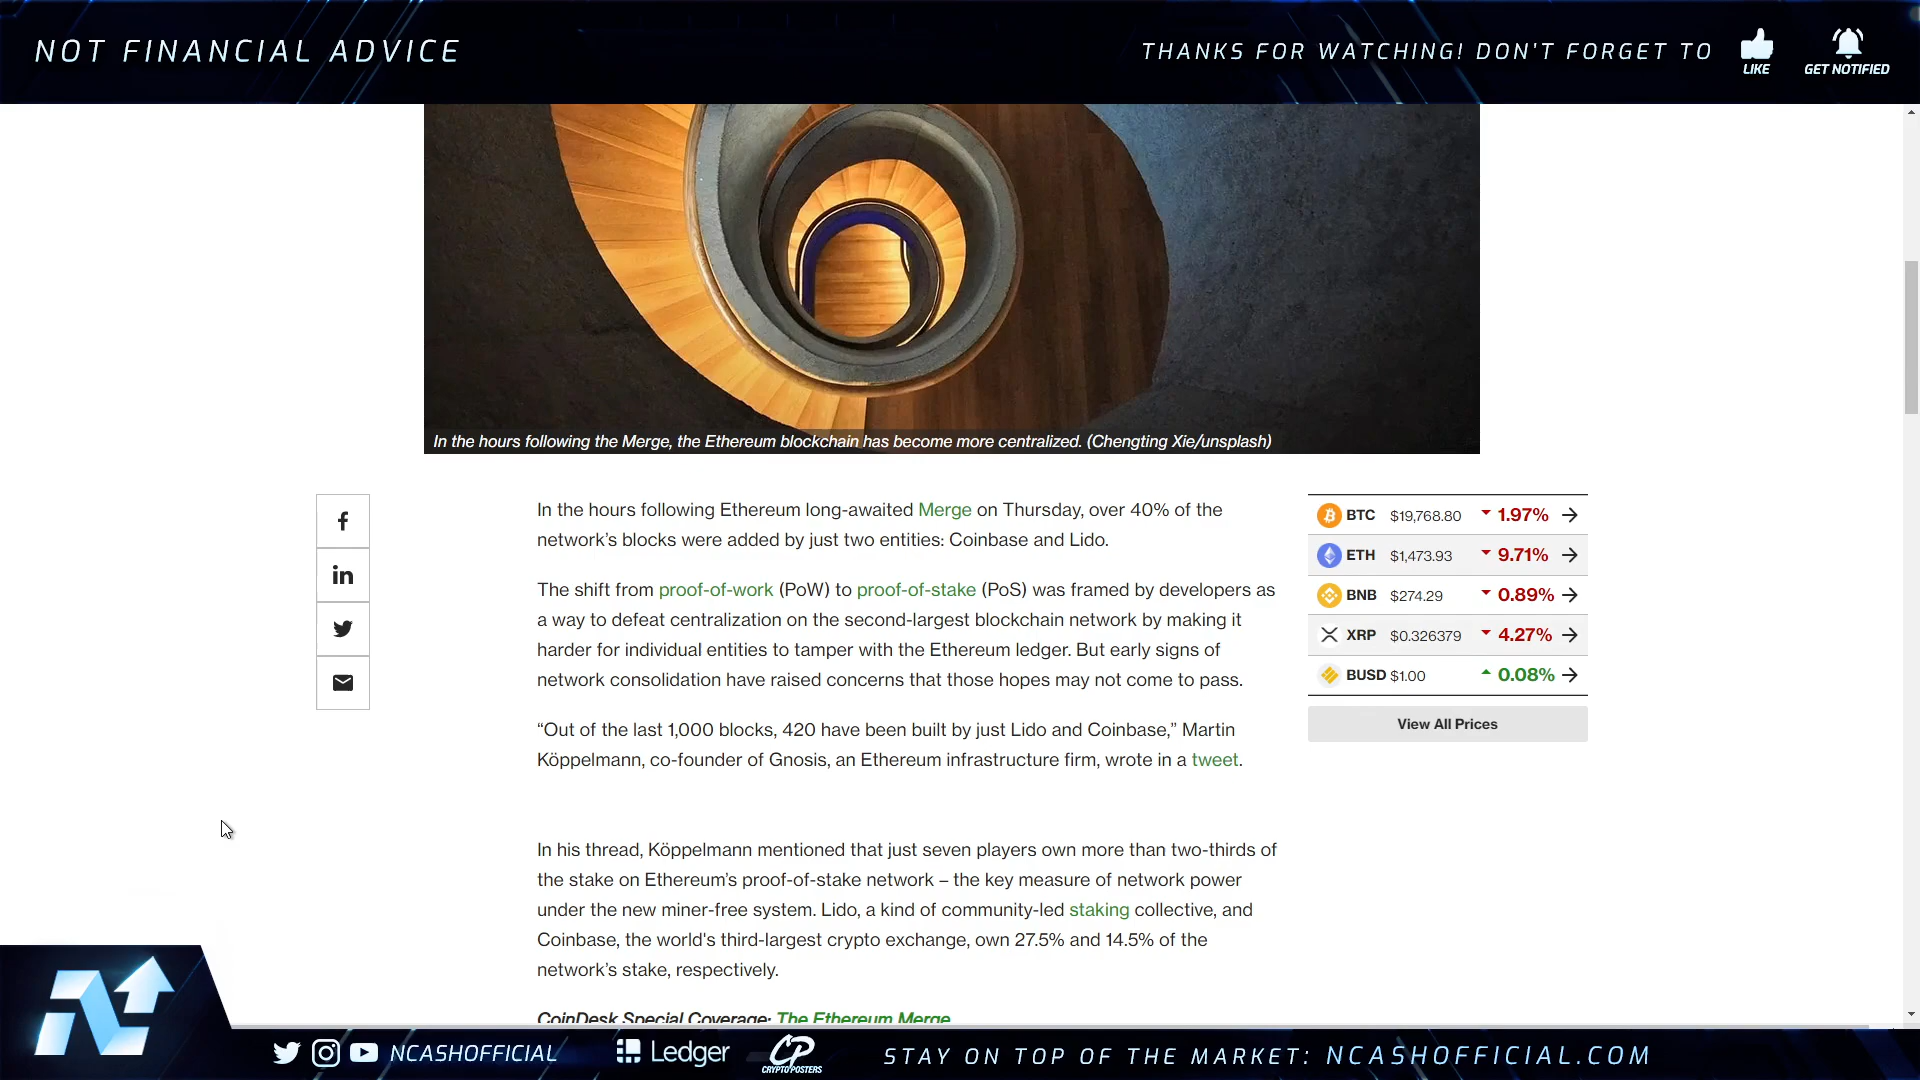 NOT FINANCIAL ADVICE
THANKS FOR WATCHING! DON'T FORGET TO
LIKE
GET NOTIFIED
In the hours following the Merge, the Ethereum blockchain has become more centralized. (Chengting Xie/unsplash)
In the hours following Ethereum long-awaited Merge on Thursday, over 40% of the
network’s blocks were added by just two entities: Coinbase and Lido.
The shift from proof-of-work (PoW) to proof-of-stake (PoS) was framed by developers as
a way to defeat centralization on the second-largest blockchain network by making it
harder for individual entities to tamper with the Ethereum ledger. But early signs of
network consolidation have raised concerns that those hopes may not come to pass.
“Out of the last 1,000 blocks, 420 have been built by just Lido and Coinbase,” Martin
Köppelmann, co-founder of Gnosis, an Ethereum infrastructure firm, wrote in a tweet.
In his thread, Köppelmann mentioned that just seven players own more than two-thirds of
the stake on Ethereum’s proof-of-stake network – the key measure of network power
under the new miner-free system. Lido, a kind of community-led staking collective, and
Coinbase, the world's third-largest crypto exchange, own 27.5% and 14.5% of the
network’s stake, respectively.
CoinDesk Special Coverage: The Ethereum Merge
BTC $19,768.80 1.97%
ETH $1,473.93 9.71%
BNB $274.29 0.89%
XRP $0.326379 4.27%
BUSD $1.00 0.08%
View All Prices
NCASHOFFICIAL
Ledger
CP
CRYPTOPOSTERS
STAY ON TOP OF THE MARKET: NCASHOFFICIAL.COM